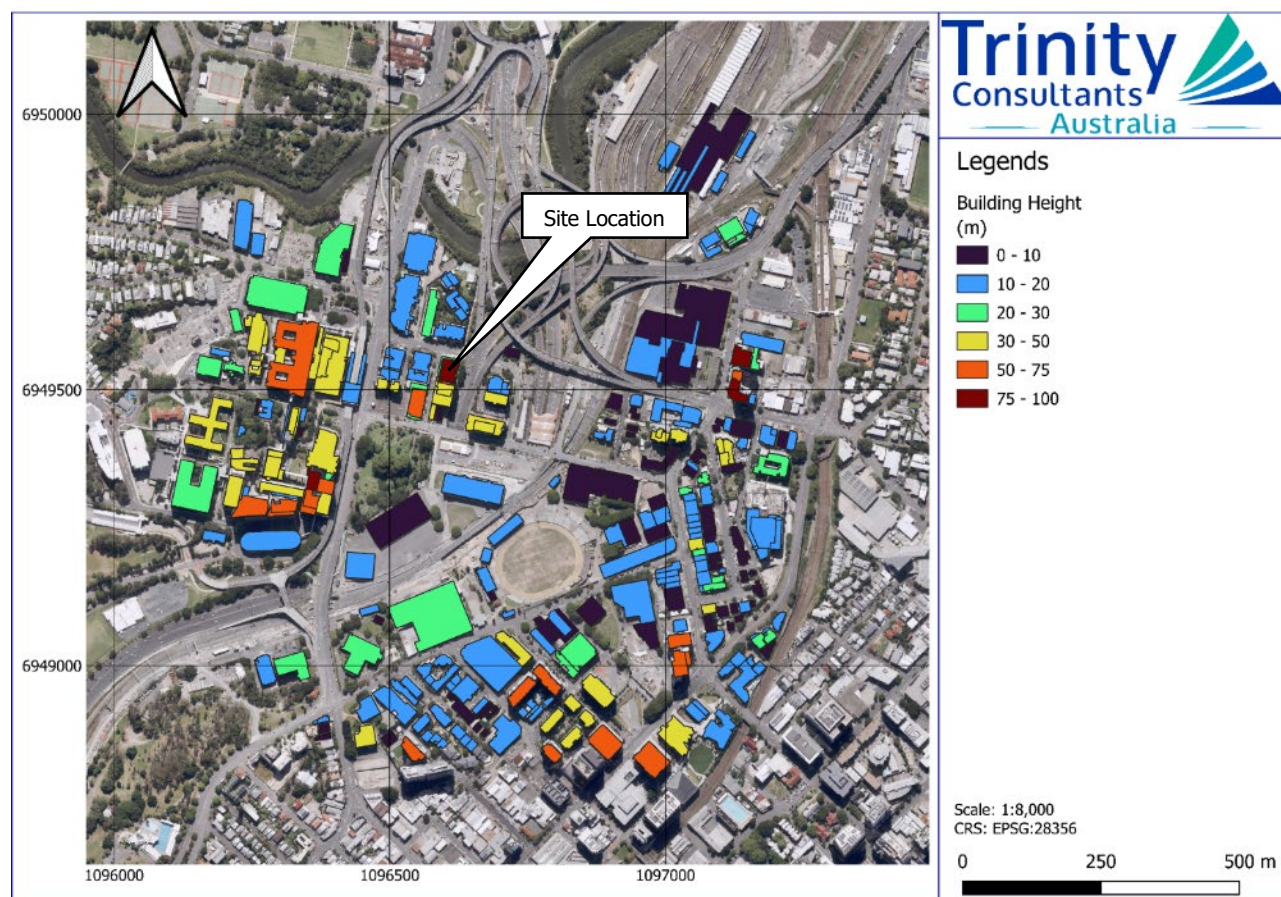 Trinity
Consultants
Australia
Legends
Building Height
(m)
0 - 10
10 - 20
20 - 30
30 - 50
50 - 75
75 - 100
Scale: 1:8,000
CRS: EPSG:28356
0 250 500 m
Site Location
6950000
6949500
6949000
1096000 1096500 1097000